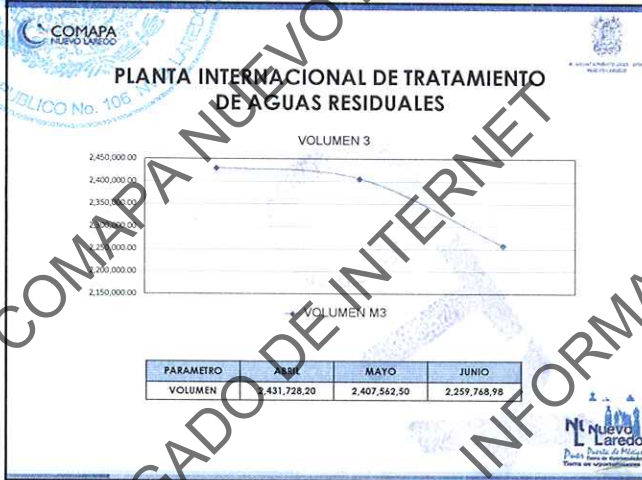 COMAPA
NUEVO LAREDO
PUBLICO No. 106
PLANTA INTERNACIONAL DE TRATAMIENTO
DE AGUAS RESIDUALES
VOLUMEN 3
2,450,000.00
2,400,000.00
2,350,000.00
2,300,000.00
2,250,000.00
2,200,000.00
2,150,000.00
VOLUMEN M3
PARAMETRO ABRIL MAYO JUNIO
VOLUMEN 2,431,728,20 2,407,562,50 2,259,768,98
NL Nuevo
Laredo
COMAPA NUEVO
GADO DE INTERNET
INFORMA